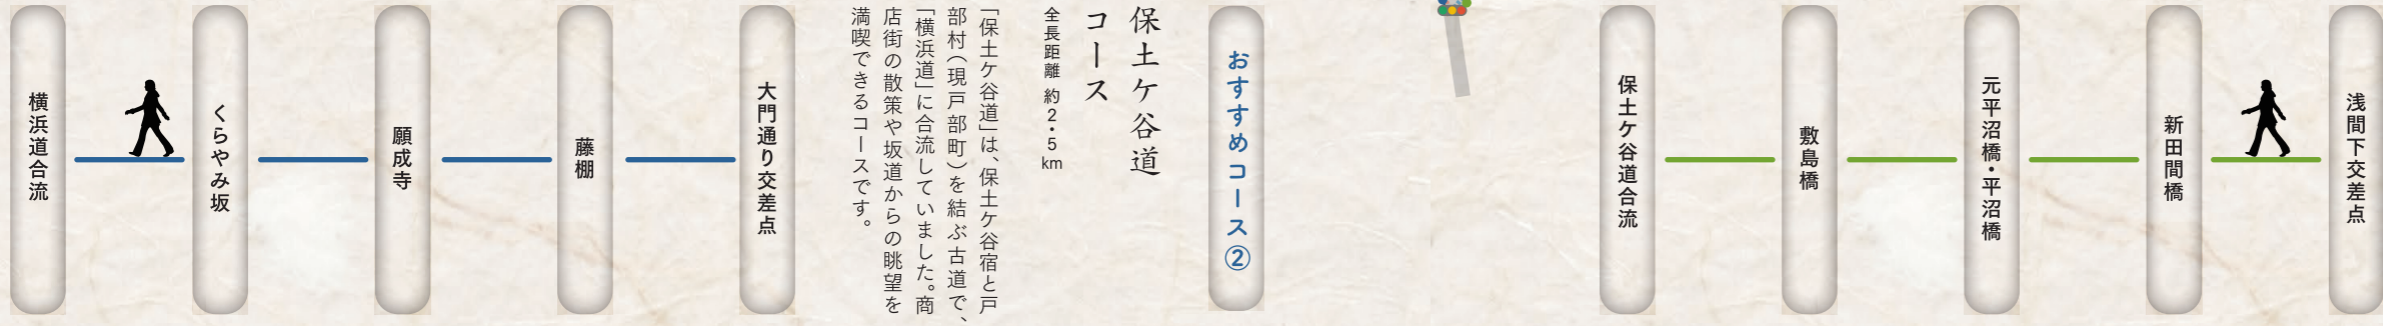 浅間下交差点
新田間橋
元平沼橋・平沼橋
敷島橋
保土ケ谷道合流
おすすめコース②
保土ケ谷道
コース
全長距離 約2・5km
「保土ケ谷道」は、保土ケ谷宿と戸
部村（現戸部町）を結ぶ古道で、
「横浜道」に合流していました。商
店街の散策や坂道からの眺望を
満喫できるコースです。
大門通り交差点
藤棚
願成寺
くらやみ坂
横浜道合流